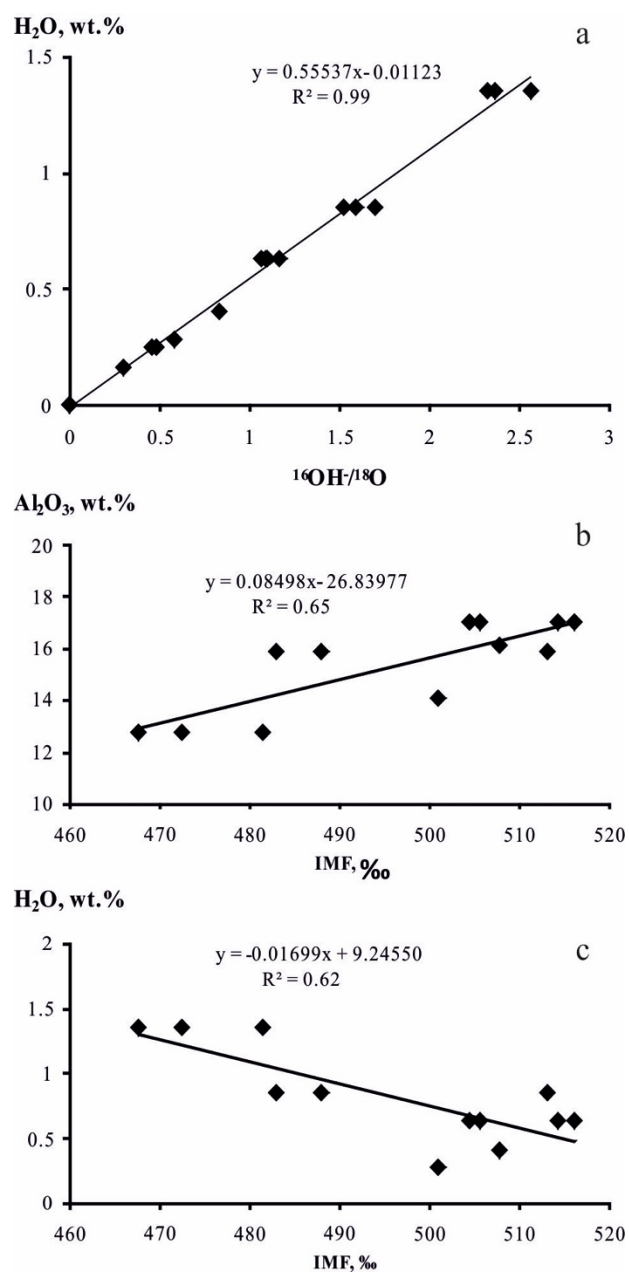 H₂O, wt.%
a
y = 0.55537x-0.01123
R² = 0.99
1.5
1
0.5
0
0 0.5 1 1.5 2 2.5 3
¹⁶OH⁻/¹⁸O
Al₂O₃, wt.%
b
y = 0.08498x-26.83977
R² = 0.65
20
18
16
14
12
10
460 470 480 490 500 510 520
IMF, ‰
H₂O, wt.%
c
y = -0.01699x + 9.24550
R² = 0.62
2
1.5
1
0.5
0
460 470 480 490 500 510 520
IMF, ‰